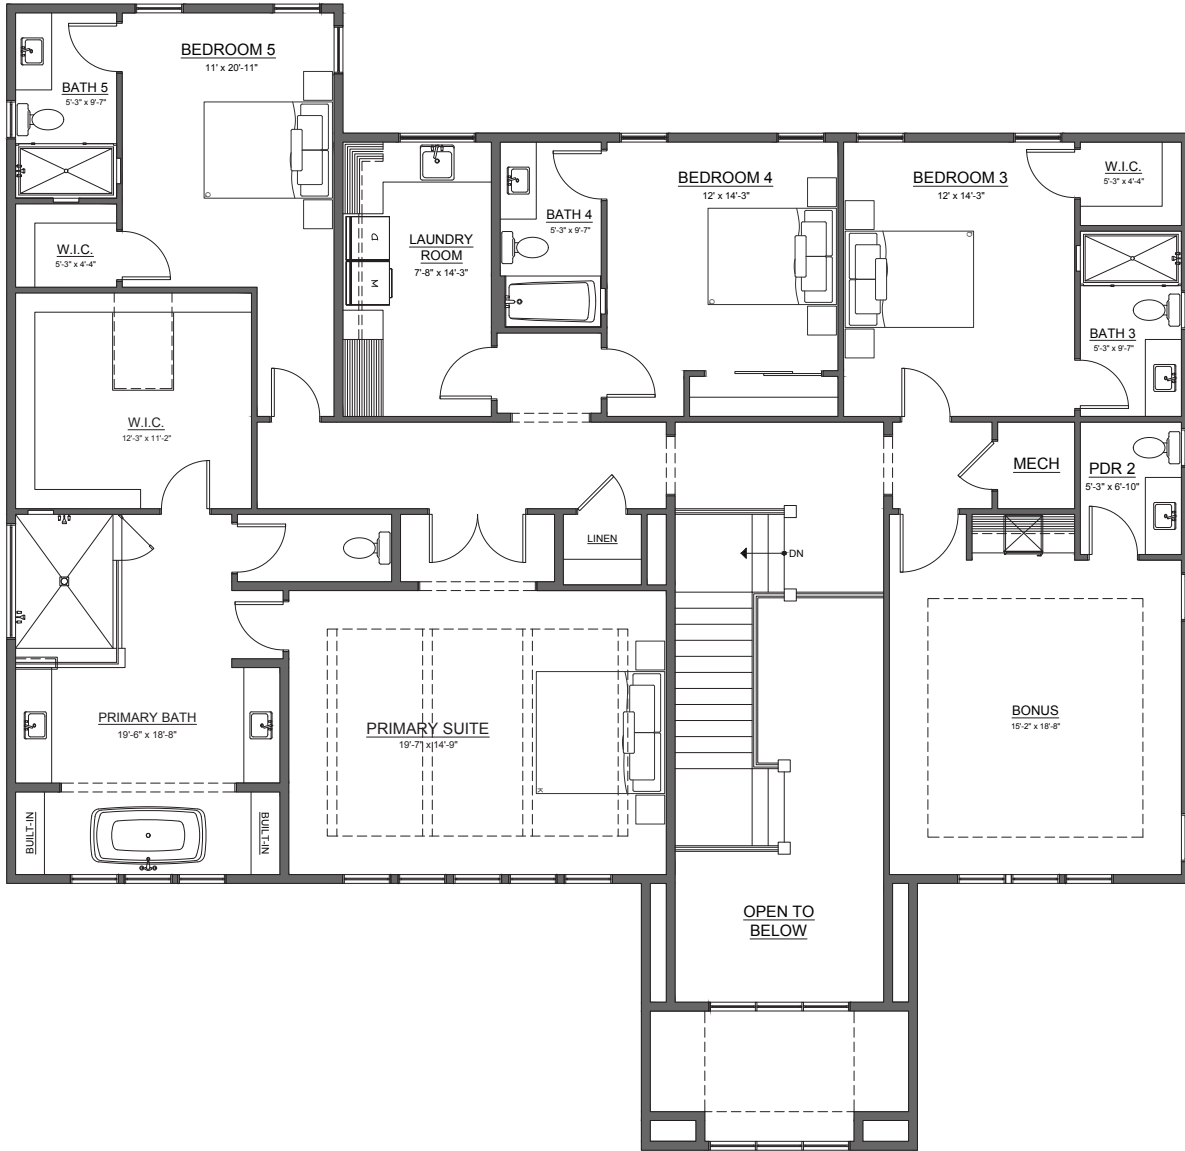 BEDROOM 5
11' x 20'-11"
BATH 5
5'-3" x 9'-7"
W.I.C.
5'-3" x 4'-4"
LAUNDRY
ROOM
7'-8" x 14'-3"
D
M
BATH 4
5'-3" x 9'-7"
BEDROOM 4
12' x 14'-3"
BEDROOM 3
12' x 14'-3"
W.I.C.
5'-3" x 4'-4"
BATH 3
5'-3" x 9'-7"
W.I.C.
12'-3" x 11'-2"
MECH
PDR 2
5'-3" x 6'-10"
LINEN
DN
PRIMARY BATH
19'-6" x 18'-8"
PRIMARY SUITE
19'-7" x 14'-9"
BONUS
15'-2" x 18'-8"
BUILT-IN
BUILT-IN
OPEN TO
BELOW